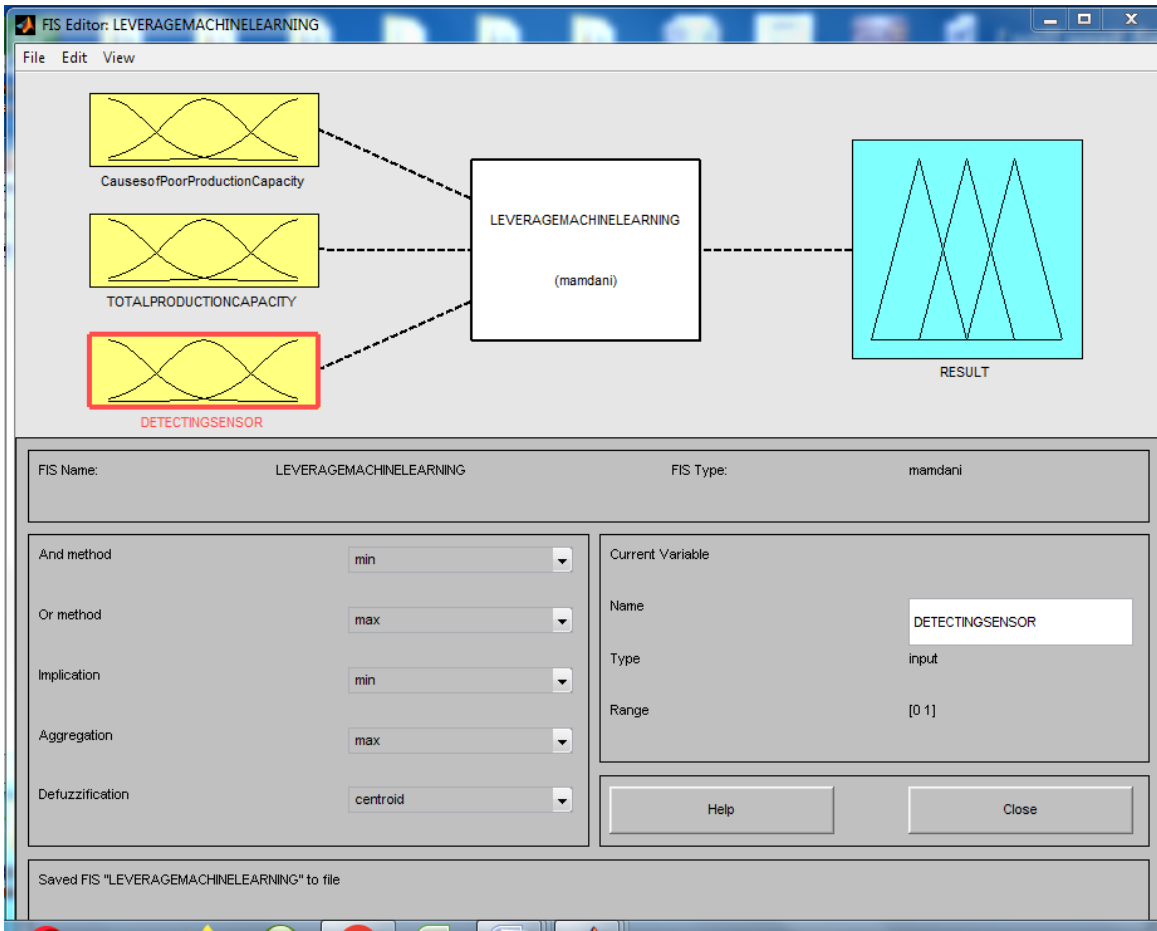 FIS Editor: LEVERAGEMACHINELEARNING
File Edit View
CausesofPoorProductionCapacity
TOTALPRODUCTIONCAPACITY
DETECTINGSENSOR
LEVERAGEMACHINELEARNING
(mamdani)
RESULT
FIS Name: LEVERAGEMACHINELEARNING FIS Type: mamdani
And method min
Or method max
Implication min
Aggregation max
Defuzzification centroid
Current Variable
Name DETECTINGSENSOR
Type input
Range [0 1]
Help Close
Saved FIS "LEVERAGEMACHINELEARNING" to file